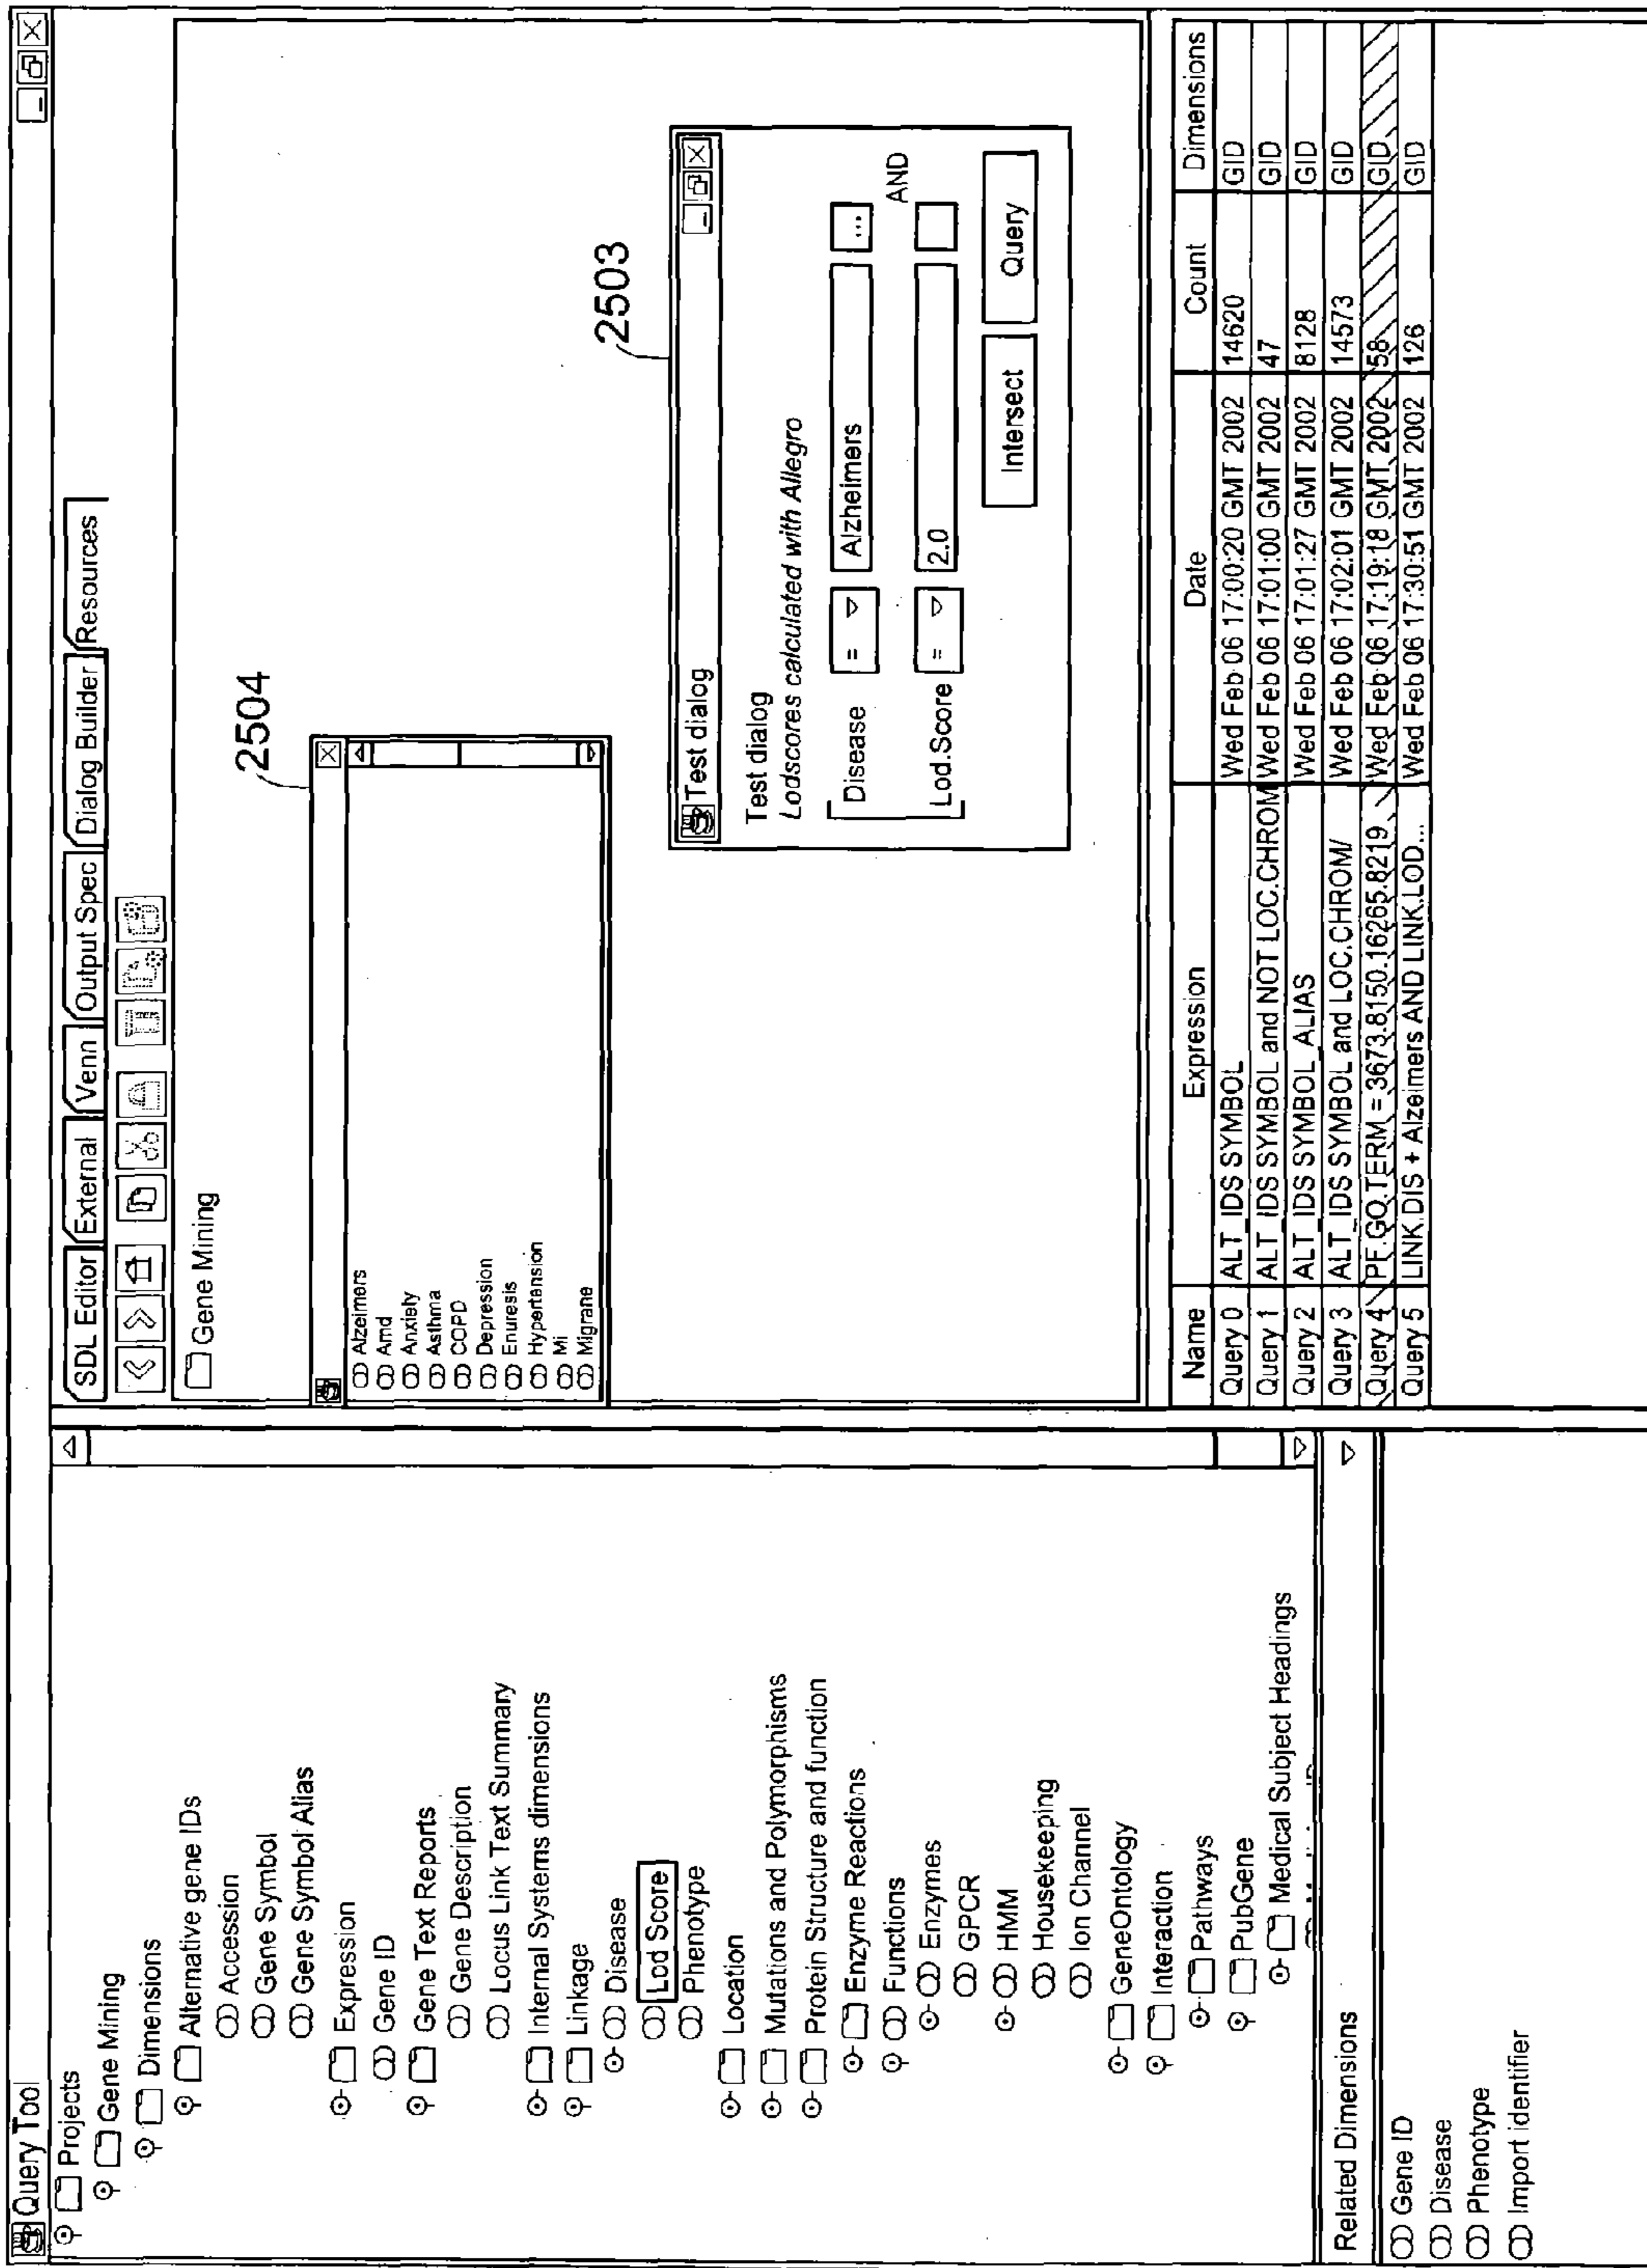 Query Tool
Projects
Gene Mining
Dimensions
Alternative gene IDs
Accession
Gene Symbol
Gene Symbol Alias
Expression
Gene ID
Gene Text Reports
Gene Description
Locus Link Text Summary
Internal Systems dimensions
Linkage
Disease
Lod Score
Phenotype
Location
Mutations and Polymorphisms
Protein Structure and function
Enzyme Reactions
Functions
Enzymes
GPCR
HMM
Housekeeping
Ion Channel
GeneOntology
Interaction
Pathways
PubGene
Medical Subject Headings
Related Dimensions
Gene ID
Disease
Phenotype
Import identifier
SDL Editor External Venn Output Spec Dialog Builder Resources
Gene Mining
2504
Alzeimers
Amd
Anxiety
Asthma
COPD
Depression
Enuresis
Hypertension
Mi
Migrane
2503
Test dialog
Test dialog
Lodscores calculated with Allegro
Disease = Alzheimers ...
AND
Lod.Score = 2.0
Intersect Query
Name Expression Date Count Dimensions
Query 0 ALT_IDS SYMBOL Wed Feb 06 17:00:20 GMT 2002 14620 GID
Query 1 ALT_IDS SYMBOL and NOT LOC.CHROM Wed Feb 06 17:01:00 GMT 2002 47 GID
Query 2 ALT_IDS SYMBOL_ALIAS Wed Feb 06 17:01:27 GMT 2002 8128 GID
Query 3 ALT_IDS SYMBOL and LOC.CHROM/ Wed Feb 06 17:02:01 GMT 2002 14573 GID
Query 4 PF.GO.TERM = 3673.8150.16265.8219 Wed Feb 06 17:19:18 GMT 2002 58 GID
Query 5 LINK.DIS + Alzeimers AND LINK.LOD... Wed Feb 06 17:30:51 GMT 2002 126 GID